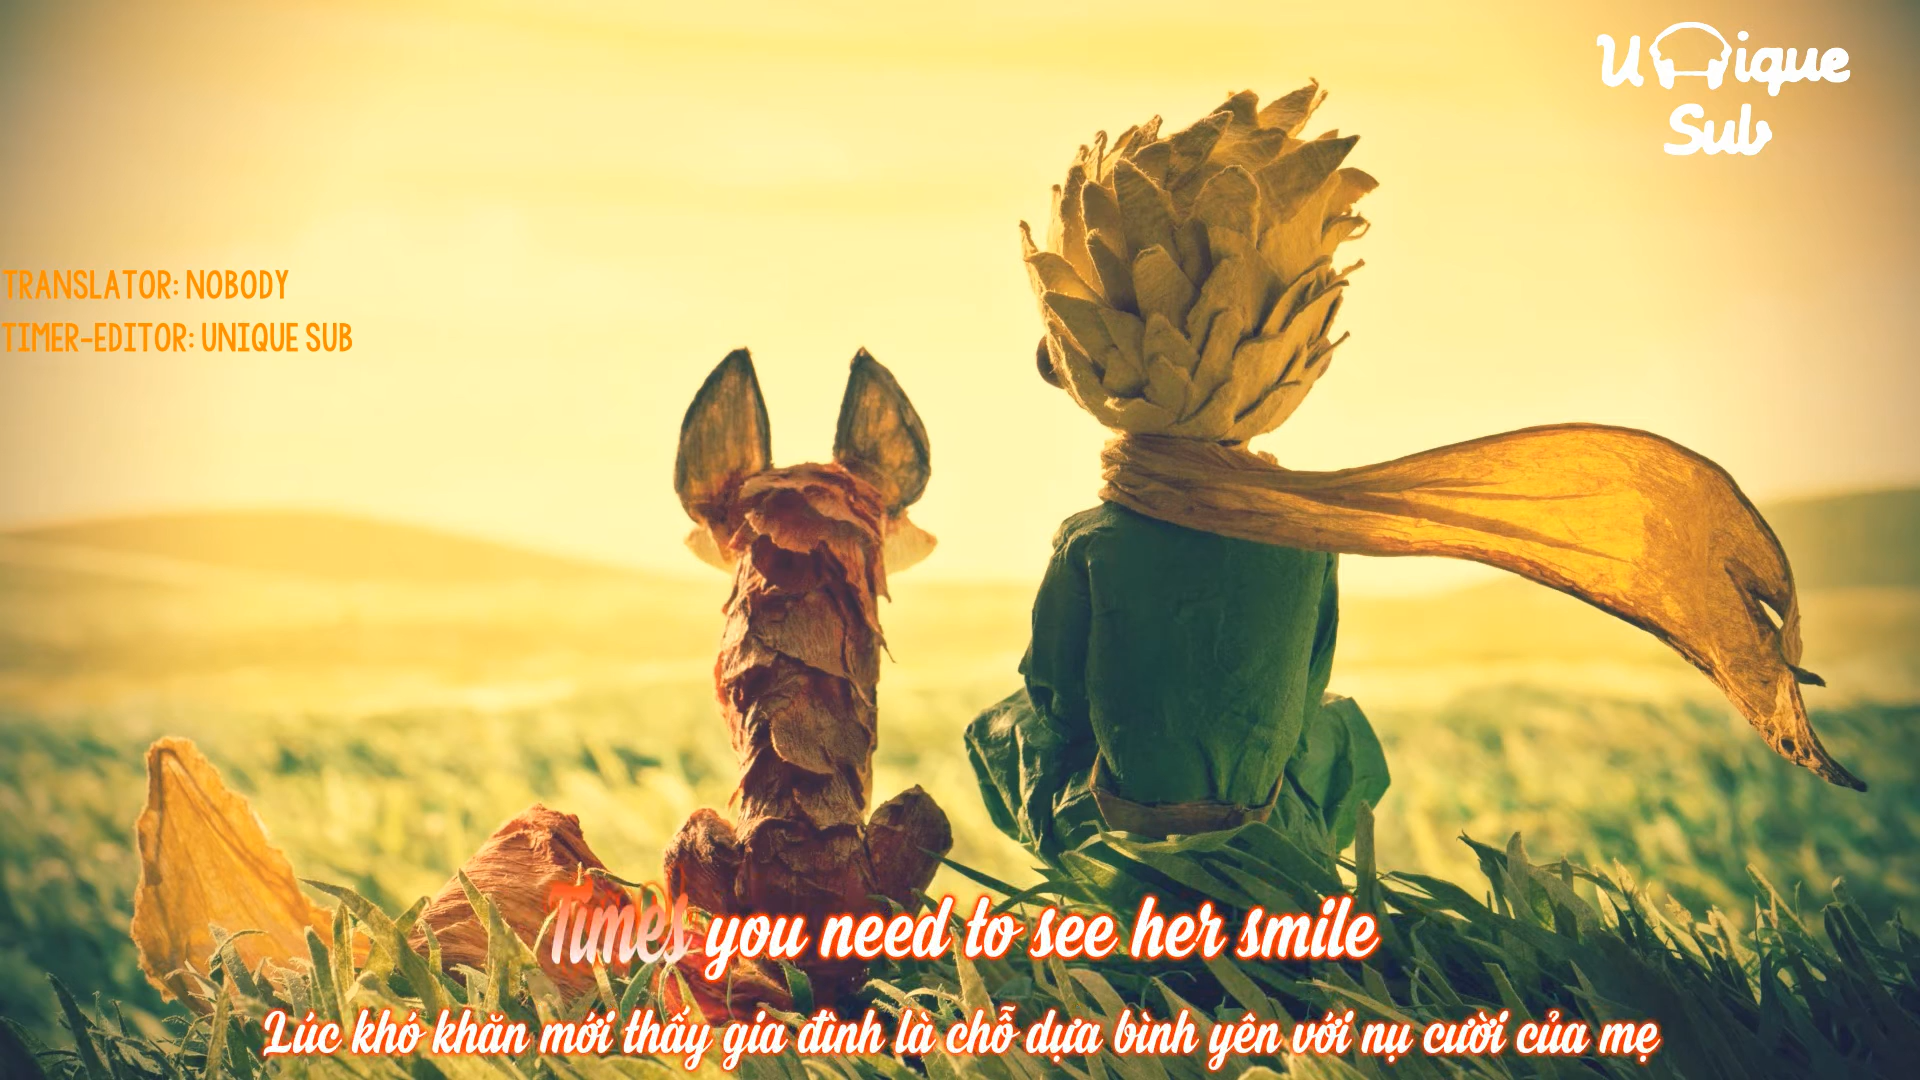 Unique
Sub
TRANSLATOR: NOBODY
TIMER-EDITOR: UNIQUE SUB
Times you need to see her smile
Lúc khó khăn mới thấy gia đình là chỗ dựa bình yên với nụ cười của mẹ